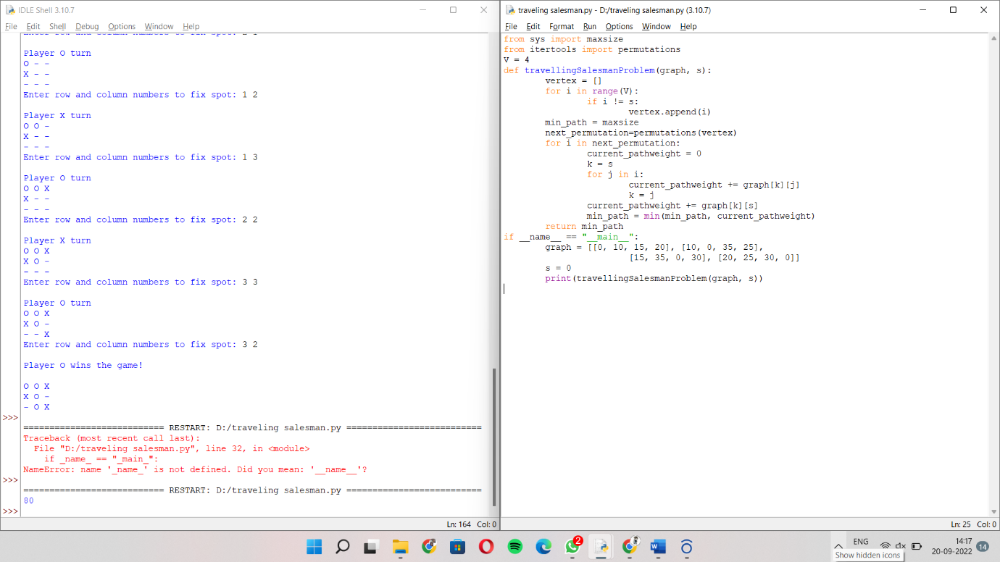 IDLE Shell 3.10.7
File Edit Shell Debug Options Window Help
Player O turn
O - -
X - -
- - -
Enter row and column numbers to fix spot: 1 2
Player X turn
O O -
X - -
- - -
Enter row and column numbers to fix spot: 1 3
Player O turn
O O X
X - -
- - -
Enter row and column numbers to fix spot: 2 2
Player X turn
O O X
X O -
- - -
Enter row and column numbers to fix spot: 3 3
Player O turn
O O X
X O -
- - X
Enter row and column numbers to fix spot: 3 2
Player O wins the game!
O O X
X O -
- O X
>>>
=========================== RESTART: D:/traveling salesman.py ==========================
Traceback (most recent call last):
File "D:/traveling salesman.py", line 32, in <module>
if _name_ == "_main_":
NameError: name '_name_' is not defined. Did you mean: '__name__'?
>>>
=========================== RESTART: D:/traveling salesman.py ==========================
80
>>>
Ln: 164 Col: 0
traveling salesman.py - D:/traveling salesman.py (3.10.7)
File Edit Format Run Options Window Help
from sys import maxsize
from itertools import permutations
V = 4
def travellingSalesmanProblem(graph, s):
vertex = []
for i in range(V):
if i != s:
vertex.append(i)
min_path = maxsize
next_permutation=permutations(vertex)
for i in next_permutation:
current_pathweight = 0
k = s
for j in i:
current_pathweight += graph[k][j]
k = j
current_pathweight += graph[k][s]
min_path = min(min_path, current_pathweight)
return min_path
if __name__ == "__main__":
graph = [[0, 10, 15, 20], [10, 0, 35, 25],
[15, 35, 0, 30], [20, 25, 30, 0]]
s = 0
print(travellingSalesmanProblem(graph, s))
Ln: 25 Col: 0
2
W
ENG
14:17
20-09-2022
14
Show hidden icons